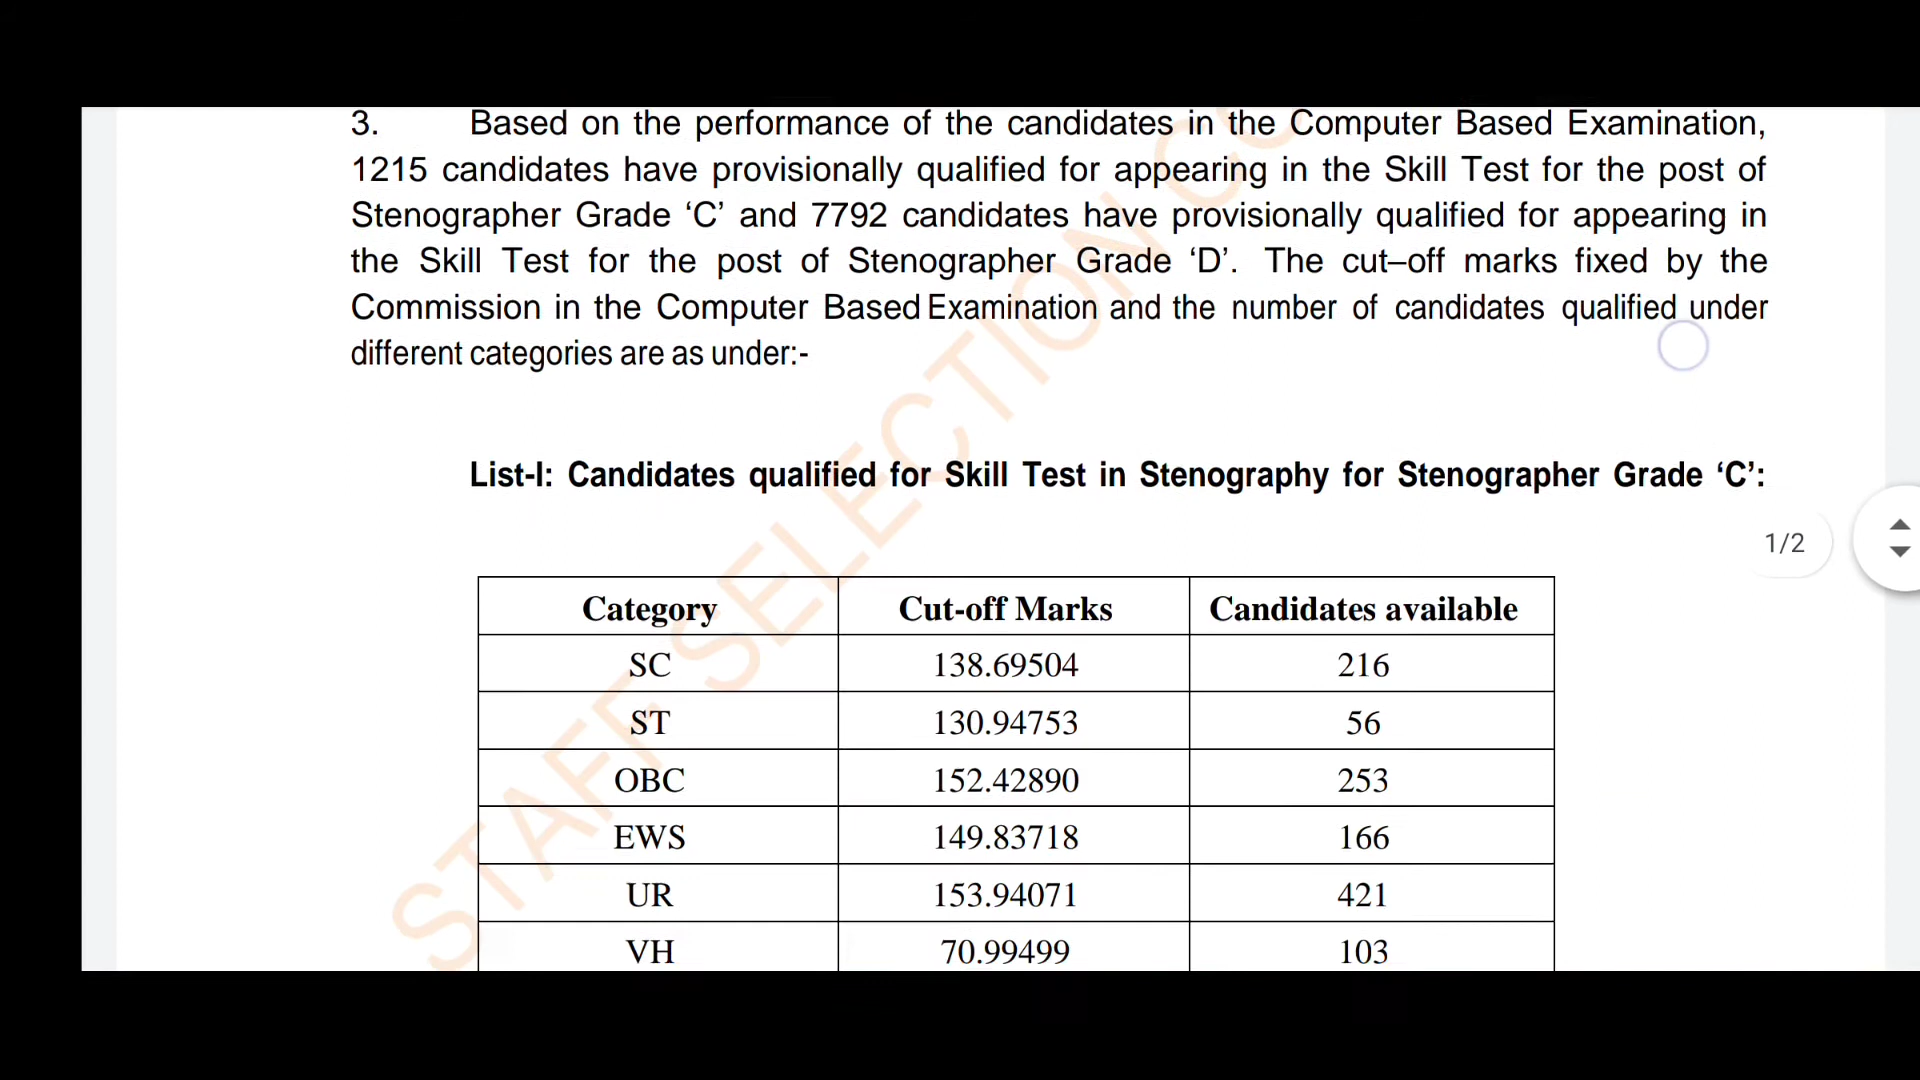 3. Based on the performance of the candidates in the Computer Based Examination,
1215 candidates have provisionally qualified for appearing in the Skill Test for the post of
Stenographer Grade ‘C’ and 7792 candidates have provisionally qualified for appearing in
the Skill Test for the post of Stenographer Grade ‘D’. The cut–off marks fixed by the
Commission in the Computer Based Examination and the number of candidates qualified under
different categories are as under:-
List-I: Candidates qualified for Skill Test in Stenography for Stenographer Grade ‘C’:
1/2
Category Cut-off Marks Candidates available
SC 138.69504 216
ST 130.94753 56
OBC 152.42890 253
EWS 149.83718 166
UR 153.94071 421
VH 70.99499 103
STAFF SELECTION CO